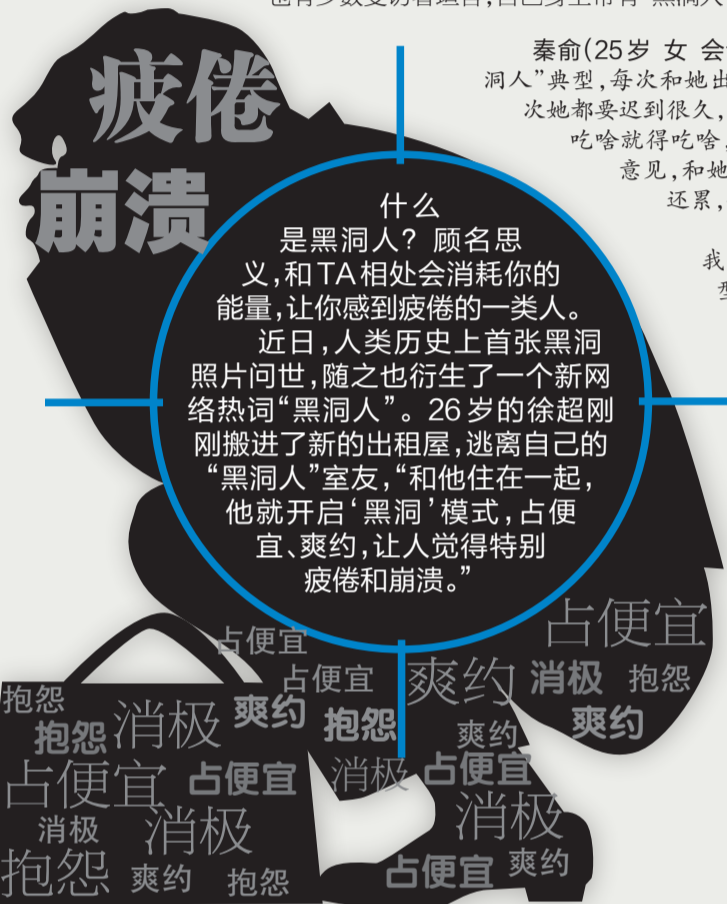 秦俞(25岁 女 会
洞人”典型,每次和她出
次她都要迟到很久,
吃啥就得吃啥,
意见,和她
还累,
我
疲倦
崩溃
什么
是黑洞人? 顾名思
义,和TA相处会消耗你的
能量,让你感到疲倦的一类人。
近日,人类历史上首张黑洞
照片问世,随之也衍生了一个新网
络热词“黑洞人”。26岁的徐超刚
刚搬进了新的出租屋,逃离自己的
“黑洞人”室友,“和他住在一起,
他就开启‘黑洞’模式,占便
宜、爽约,让人觉得特别
疲倦和崩溃。”
占便宜
占便宜
占便宜 爽约 消极 抱怨
抱怨 消极 爽约 抱怨 爽约 爽约
抱怨
占便宜 占便宜 消极 占便宜
消极 消极 消极
抱怨 爽约 抱怨 占便宜 爽约